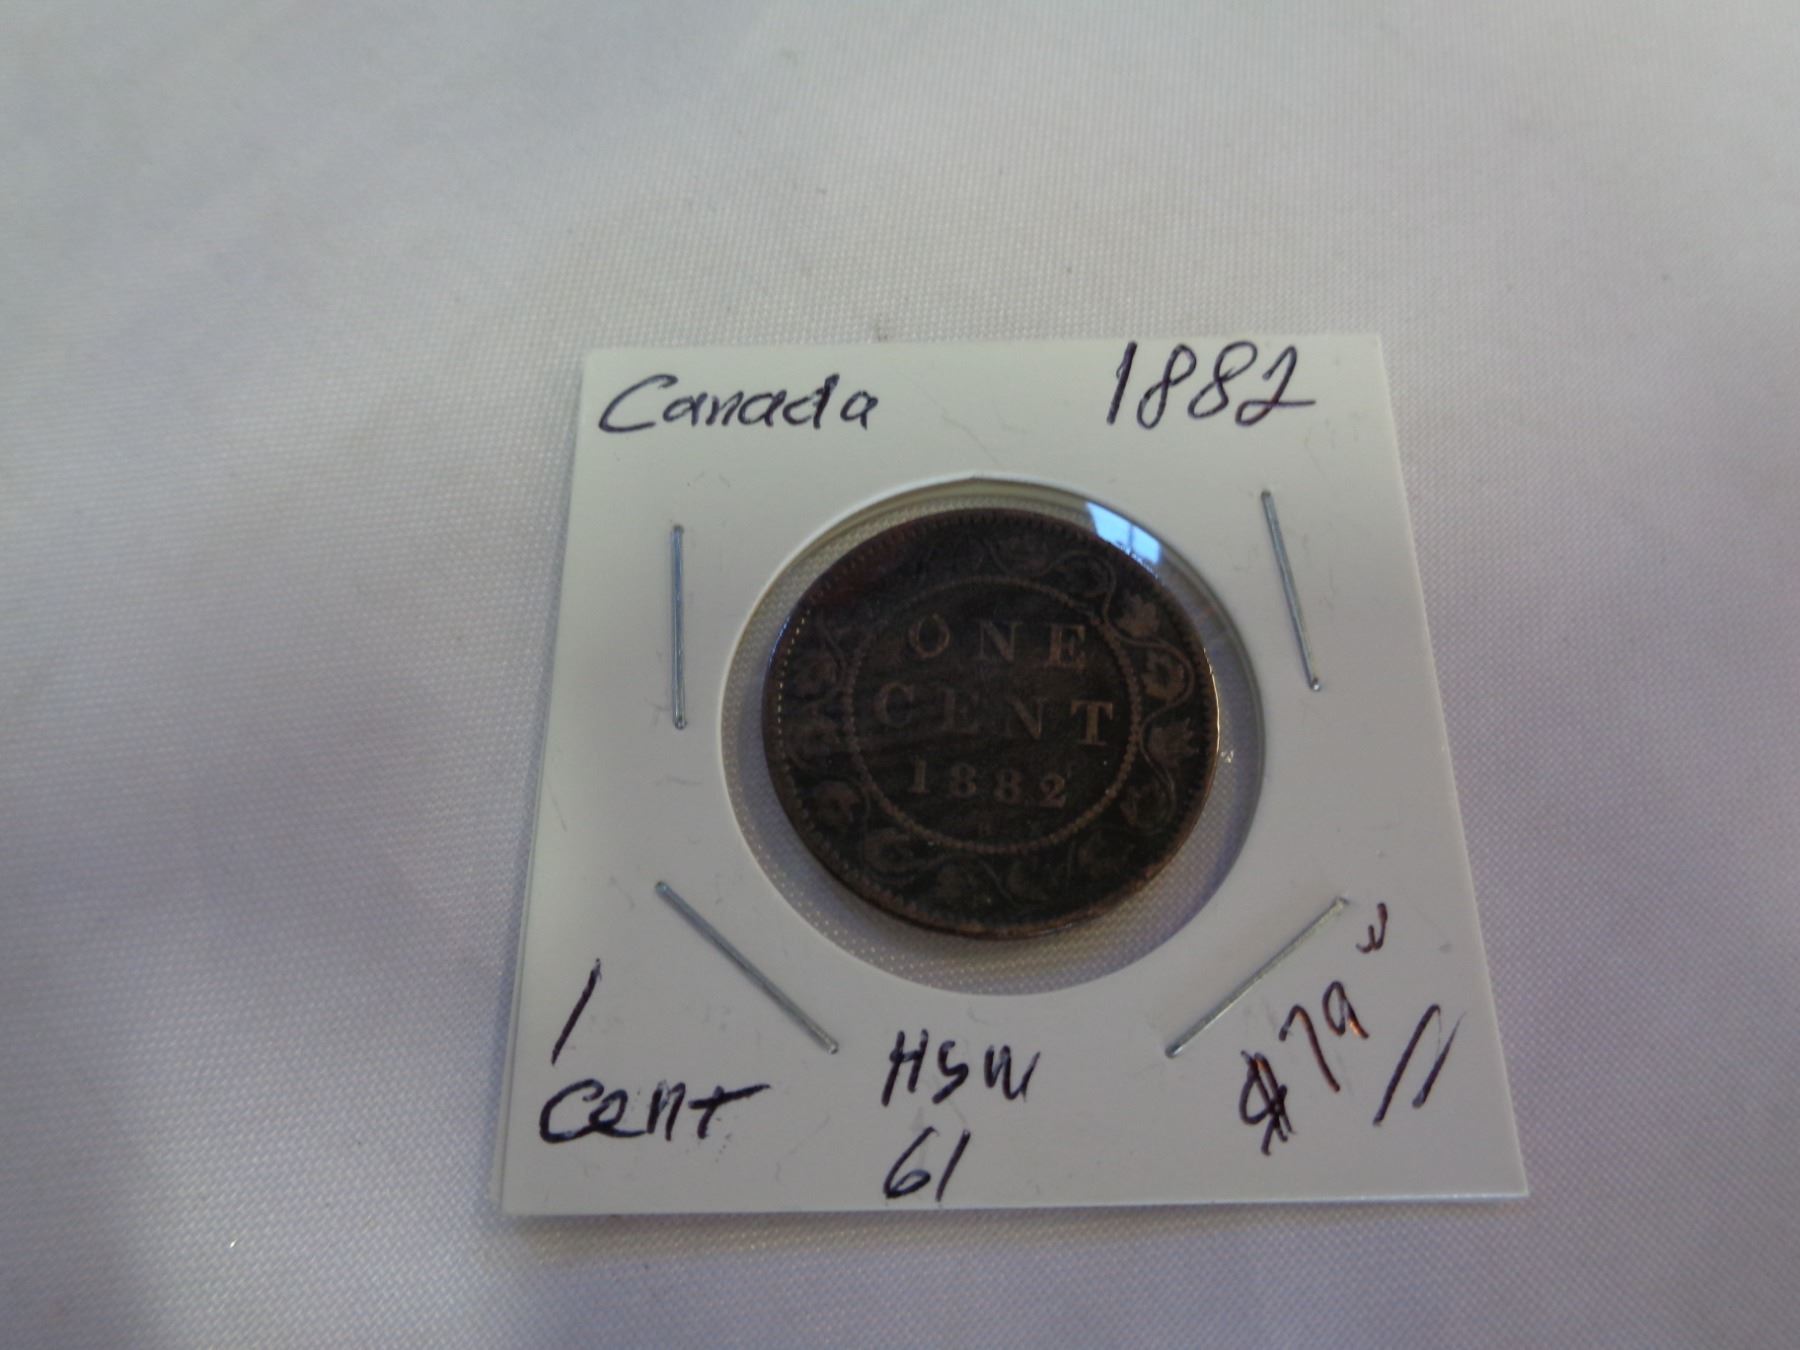 Canada 1882
ONE
CENT
1882
H
1
cent
HSW
61
$79